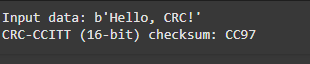 Input data: b'Hello, CRC!'
CRC-CCITT (16-bit) checksum: CC97